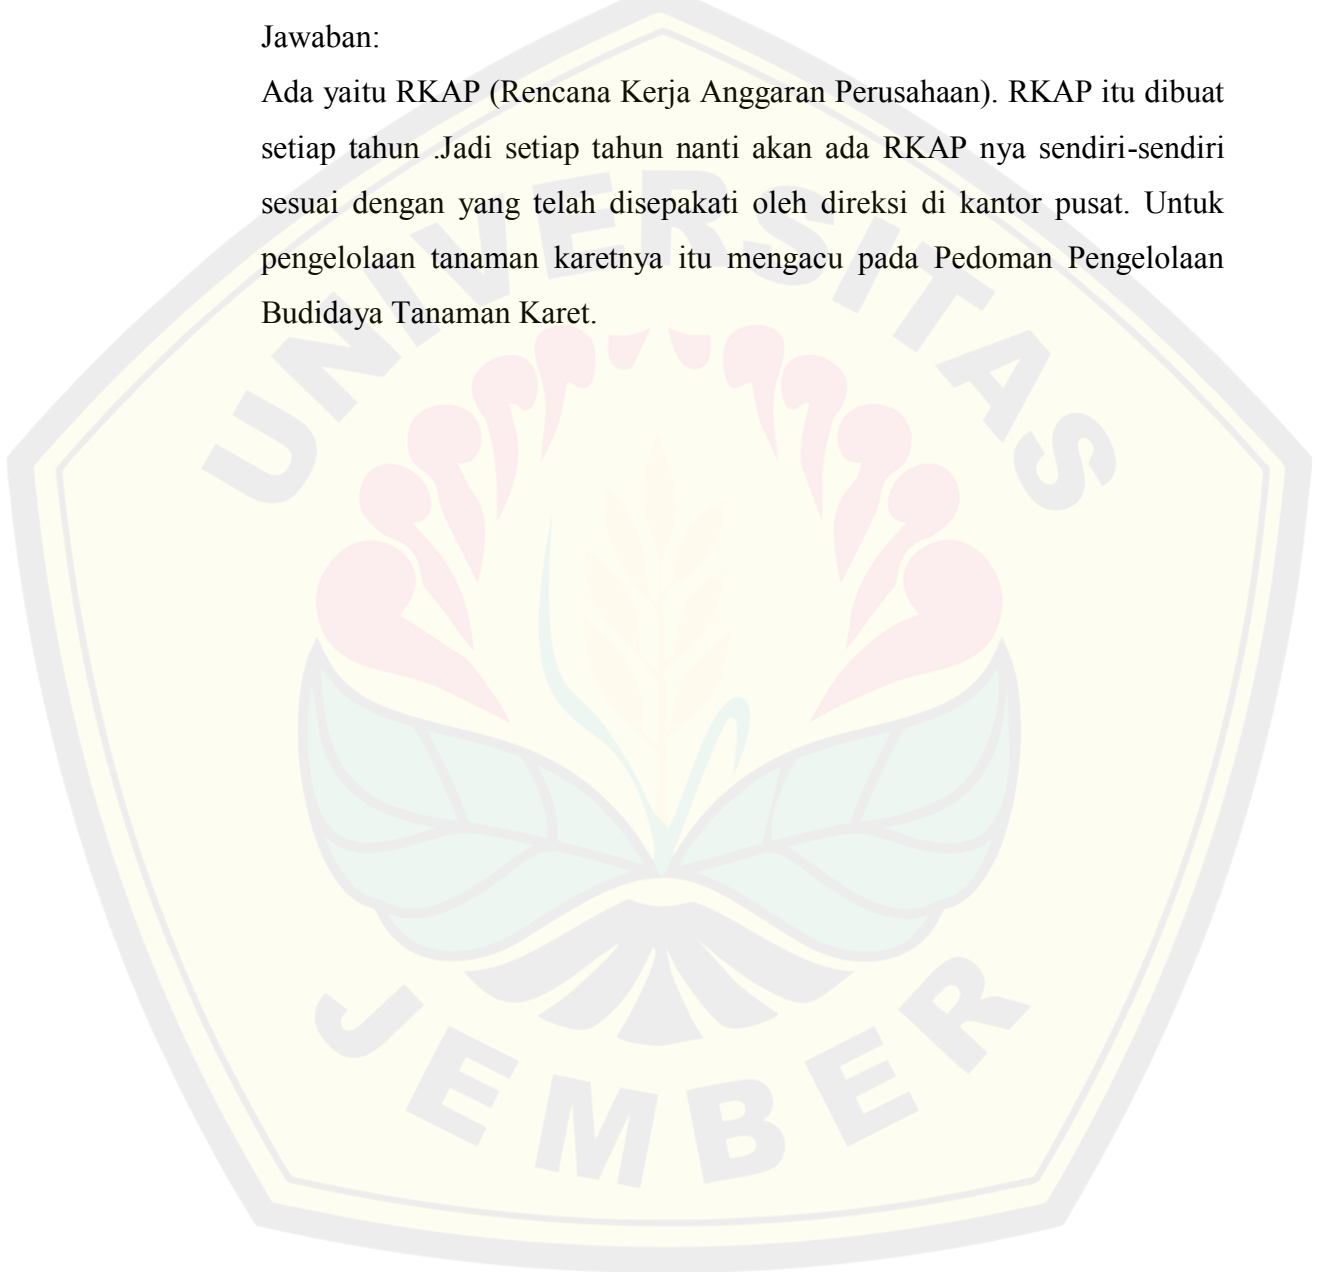 Jawaban:
Ada yaitu RKAP (Rencana Kerja Anggaran Perusahaan). RKAP itu dibuat
setiap tahun .Jadi setiap tahun nanti akan ada RKAP nya sendiri-sendiri
sesuai dengan yang telah disepakati oleh direksi di kantor pusat. Untuk
pengelolaan tanaman karetnya itu mengacu pada Pedoman Pengelolaan
Budidaya Tanaman Karet.
UNIVERSITAS
JEMBER